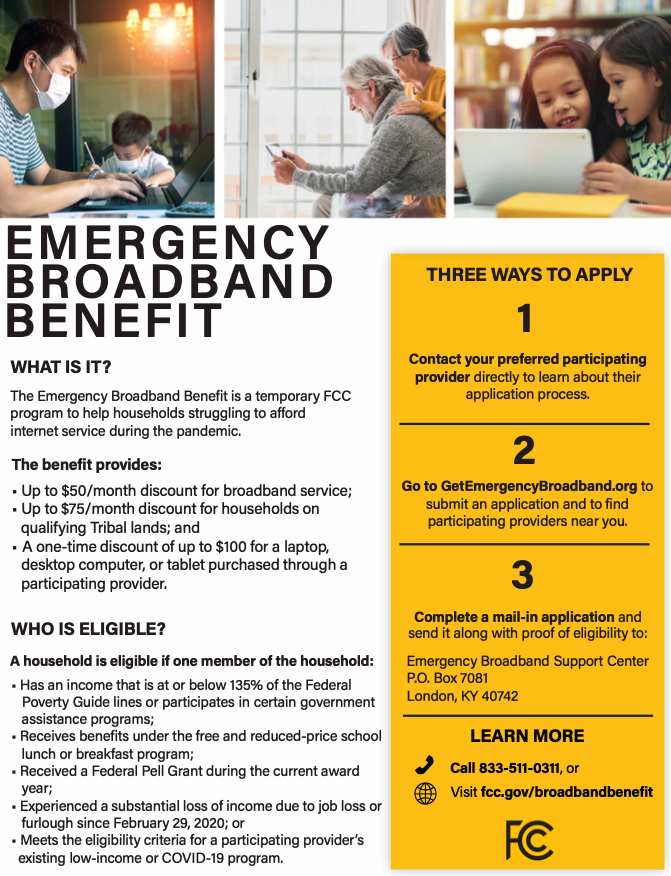 EMERGENCY
BROADBAND
BENEFIT
WHAT IS IT?
The Emergency Broadband Benefit is a temporary FCC
program to help households struggling to afford
internet service during the pandemic.
The benefit provides:
▪ Up to $50/month discount for broadband service;
▪ Up to $75/month discount for households on
qualifying Tribal lands; and
▪ A one-time discount of up to $100 for a laptop,
desktop computer, or tablet purchased through a
participating provider.
WHO IS ELIGIBLE?
A household is eligible if one member of the household:
▪ Has an income that is at or below 135% of the Federal
Poverty Guide lines or participates in certain government
assistance programs;
▪ Receives benefits under the free and reduced-price school
lunch or breakfast program;
▪ Received a Federal Pell Grant during the current award
year;
▪ Experienced a substantial loss of income due to job loss or
furlough since February 29, 2020; or
▪ Meets the eligibility criteria for a participating provider's
existing low-income or COVID-19 program.
THREE WAYS TO APPLY
1
Contact your preferred participating
provider directly to learn about their
application process.
2
Go to GetEmergencyBroadband.org to
submit an application and to find
participating providers near you.
3
Complete a mail-in application and
send it along with proof of eligibility to:
Emergency Broadband Support Center
P.O. Box 7081
London, KY 40742
LEARN MORE
Call 833-511-0311, or
Visit fcc.gov/broadbandbenefit
FCC